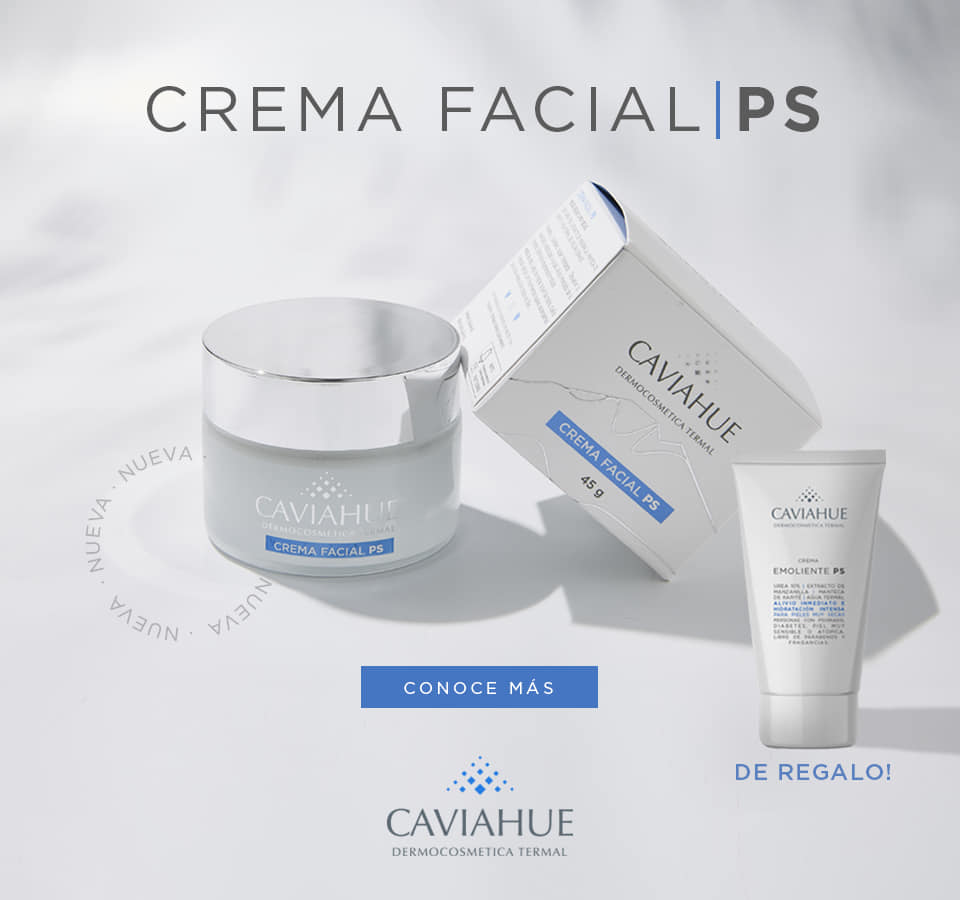 CREMA FACIAL|PS
CAVIAHUE
DERMOCOSMETICA TERMAL
CREMA FACIAL PS
45 g
CAVIAHUE
DERMOCOSMETICA TERMAL
CREMA FACIAL PS
· NUEVA · NUEVA · NUEVA · NUEVA ·
CAVIAHUE
DERMOCOSMETICA TERMAL
CREMA
EMOLIENTE PS
UREA 10% | EXTRACTO DE
MANZANILLA | MANTECA
DE KARITÉ | AGUA TERMAL
ALIVIO INMEDIATO E
HIDRATACIÓN INTENSA
PARA PIELES MUY SECAS
PERSONAS CON PSORIASIS,
DIABETES, PIEL MUY
SENSIBLE O ATÓPICA.
LIBRE DE PARABENOS Y
FRAGANCIAS.
CONOCE MÁS
DE REGALO!
CAVIAHUE
DERMOCOSMETICA TERMAL